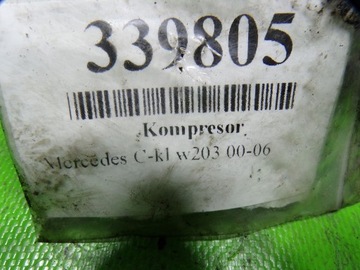 339805
Kompresor
Mercedes C-kl w203 00-06